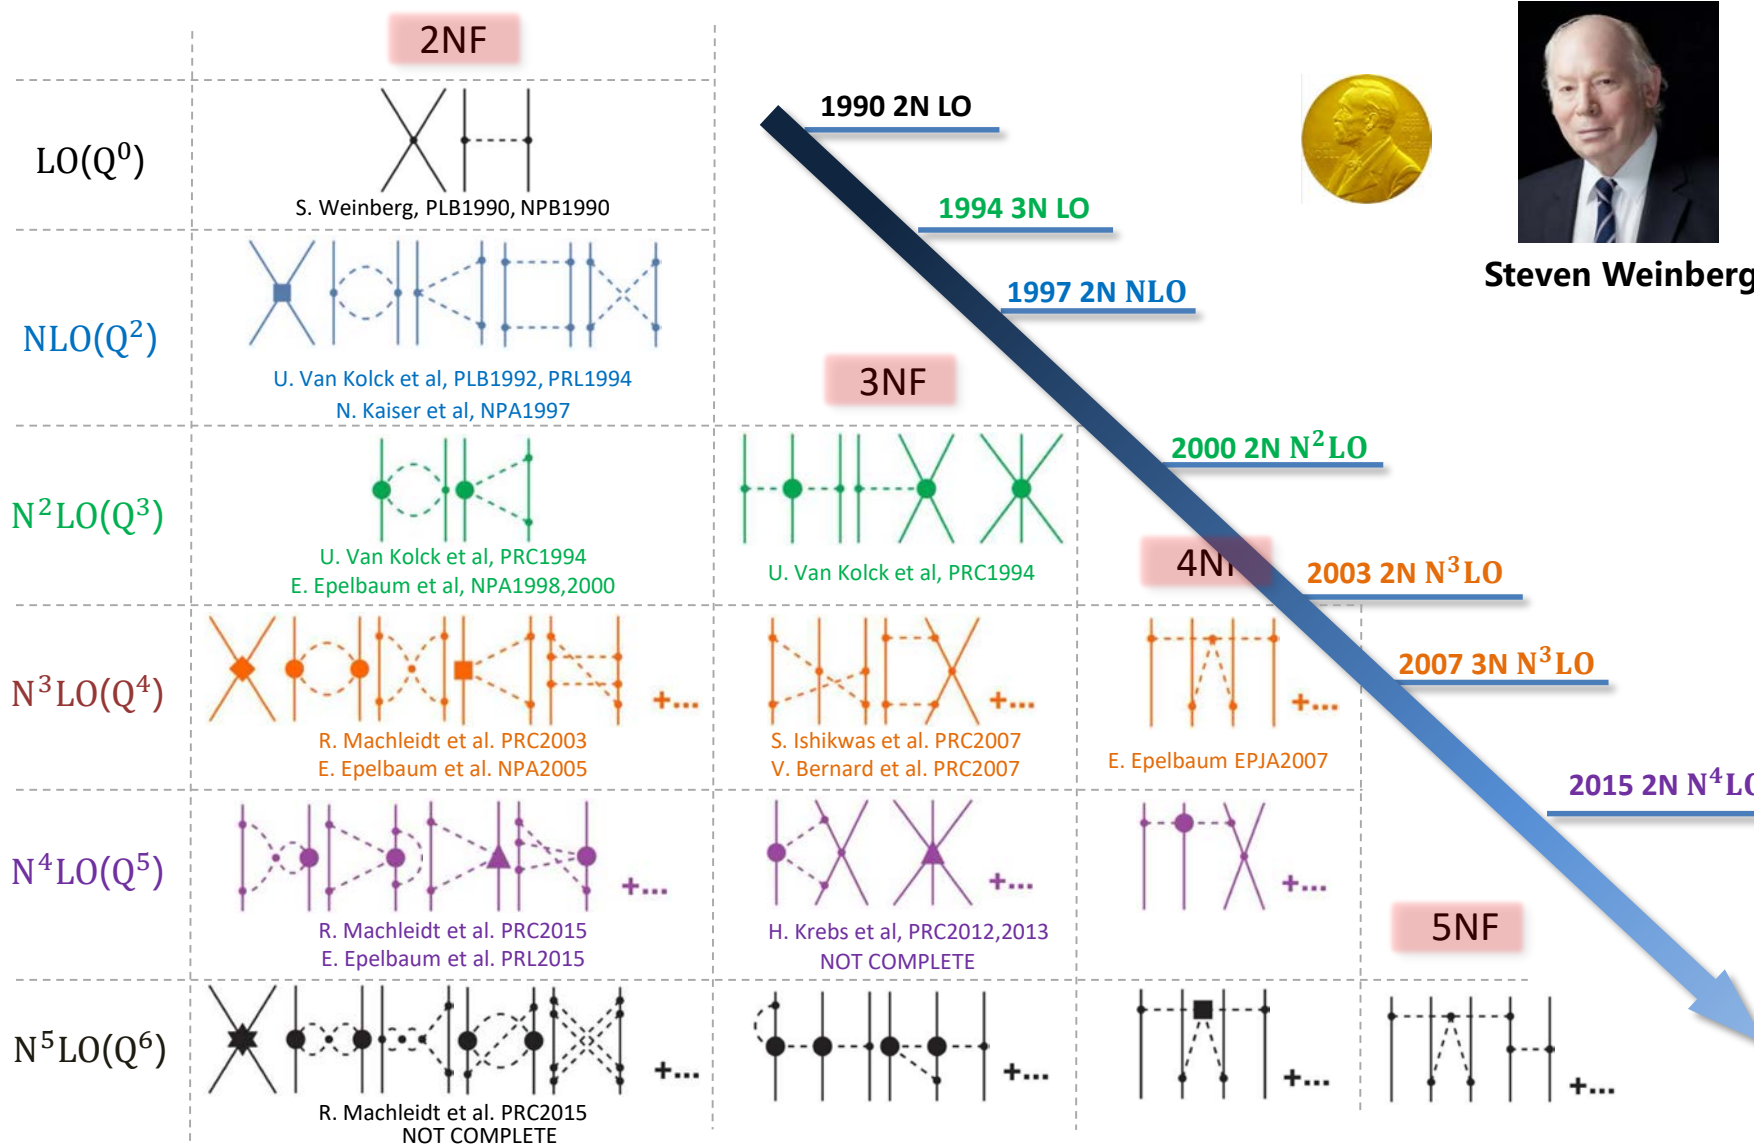 2NF
1990 2N LO
LO(Q⁰)
S. Weinberg, PLB1990, NPB1990
1994 3N LO
Steven Weinberg
1997 2N NLO
NLO(Q²)
U. Van Kolck et al, PLB1992, PRL1994
N. Kaiser et al, NPA1997
3NF
2000 2N N²LO
N²LO(Q³)
U. Van Kolck et al, PRC1994
E. Epelbaum et al, NPA1998,2000
U. Van Kolck et al, PRC1994
4NF
2003 2N N³LO
2007 3N N³LO
N³LO(Q⁴)
+...
+...
+...
R. Machleidt et al. PRC2003
E. Epelbaum et al. NPA2005
S. Ishikwas et al. PRC2007
V. Bernard et al. PRC2007
E. Epelbaum EPJA2007
2015 2N N⁴LO
N⁴LO(Q⁵)
+...
+...
+...
R. Machleidt et al. PRC2015
E. Epelbaum et al. PRL2015
H. Krebs et al, PRC2012,2013
NOT COMPLETE
5NF
N⁵LO(Q⁶)
+...
+...
+...
+...
R. Machleidt et al. PRC2015
NOT COMPLETE